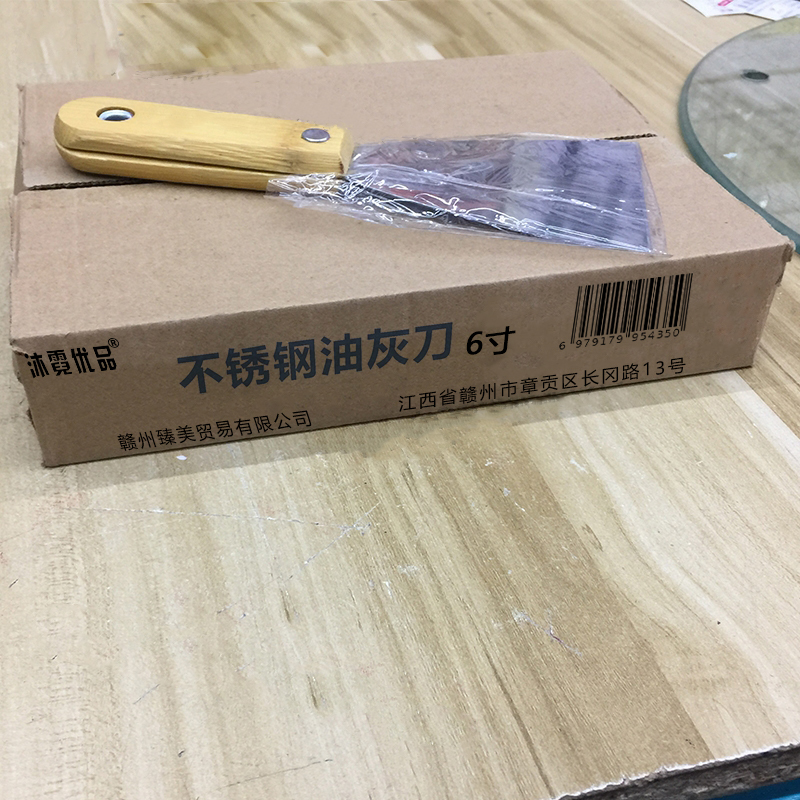 沐霓优品®
不锈钢油灰刀 6寸
6 979179 954350
赣州臻美贸易有限公司
江西省赣州市章贡区长冈路13号